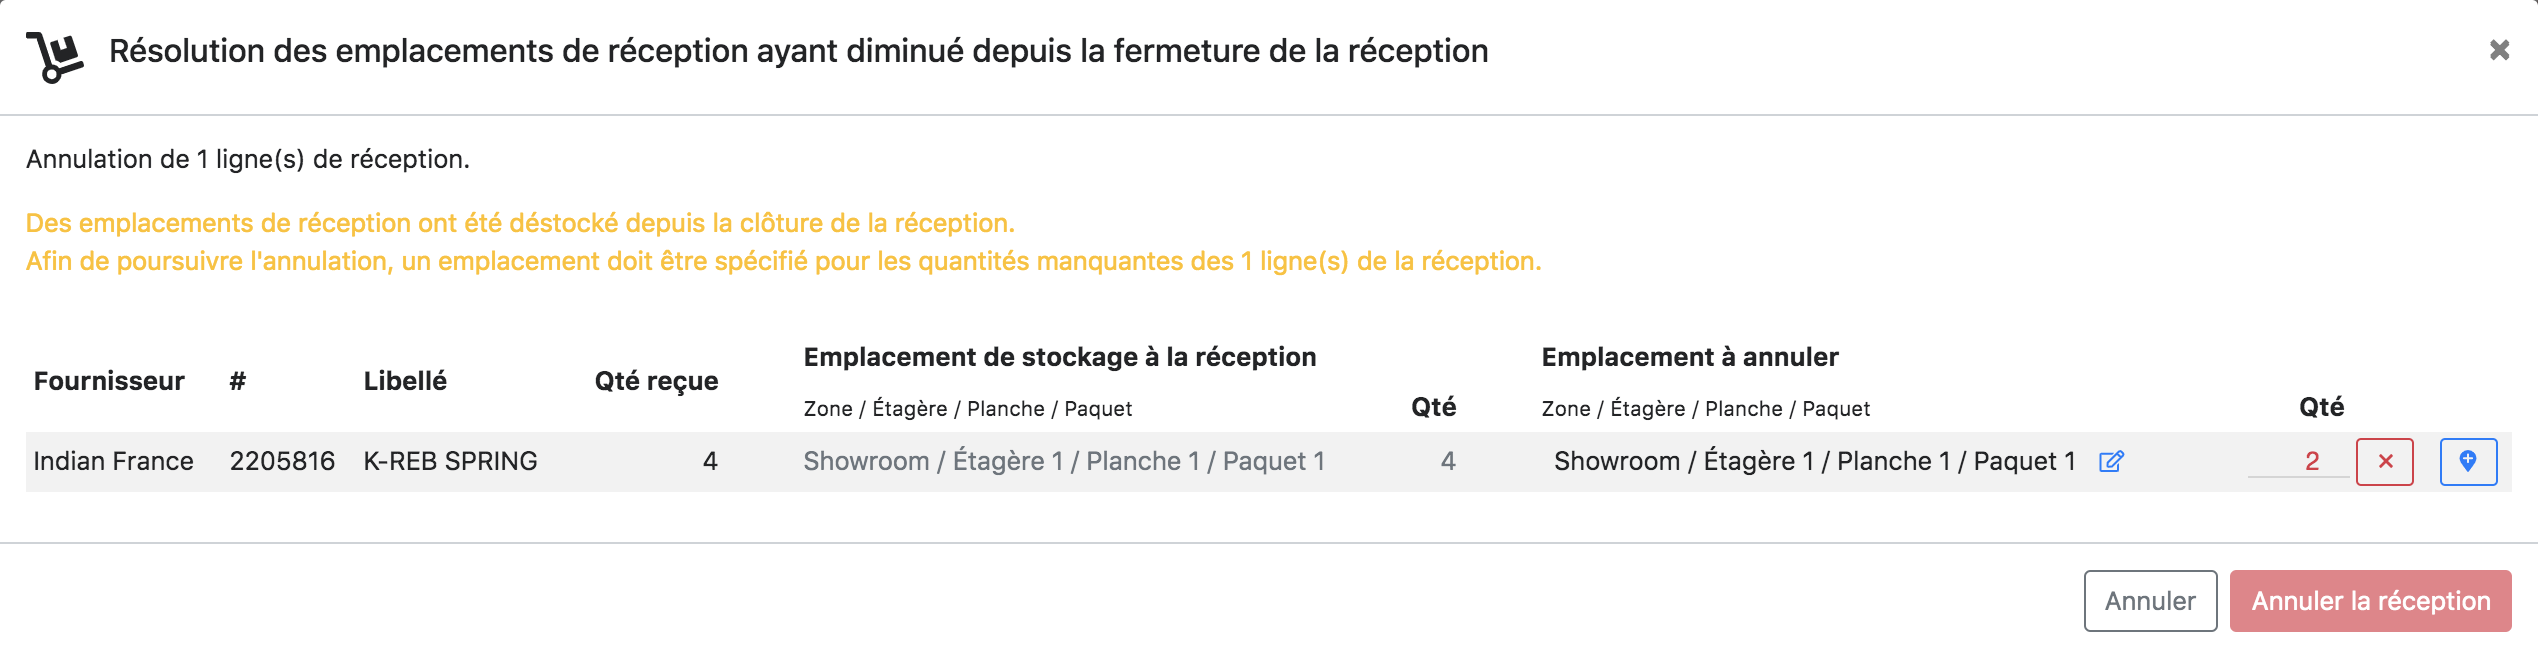 Résolution des emplacements de réception ayant diminué depuis la fermeture de la réception
Annulation de 1 ligne(s) de réception.
Des emplacements de réception ont été déstocké depuis la clôture de la réception.
Afin de poursuivre l'annulation, un emplacement doit être spécifié pour les quantités manquantes des 1 ligne(s) de la réception.
Emplacement de stockage à la réception Emplacement à annuler
Fournisseur # Libellé Qté reçue
Zone / Étagère / Planche / Paquet Qté Zone / Étagère / Planche / Paquet Qté
Indian France 2205816 K-REB SPRING 4 Showroom / Étagère 1 / Planche 1 / Paquet 1 4 Showroom / Étagère 1 / Planche 1 / Paquet 1 2
Annuler Annuler la réception